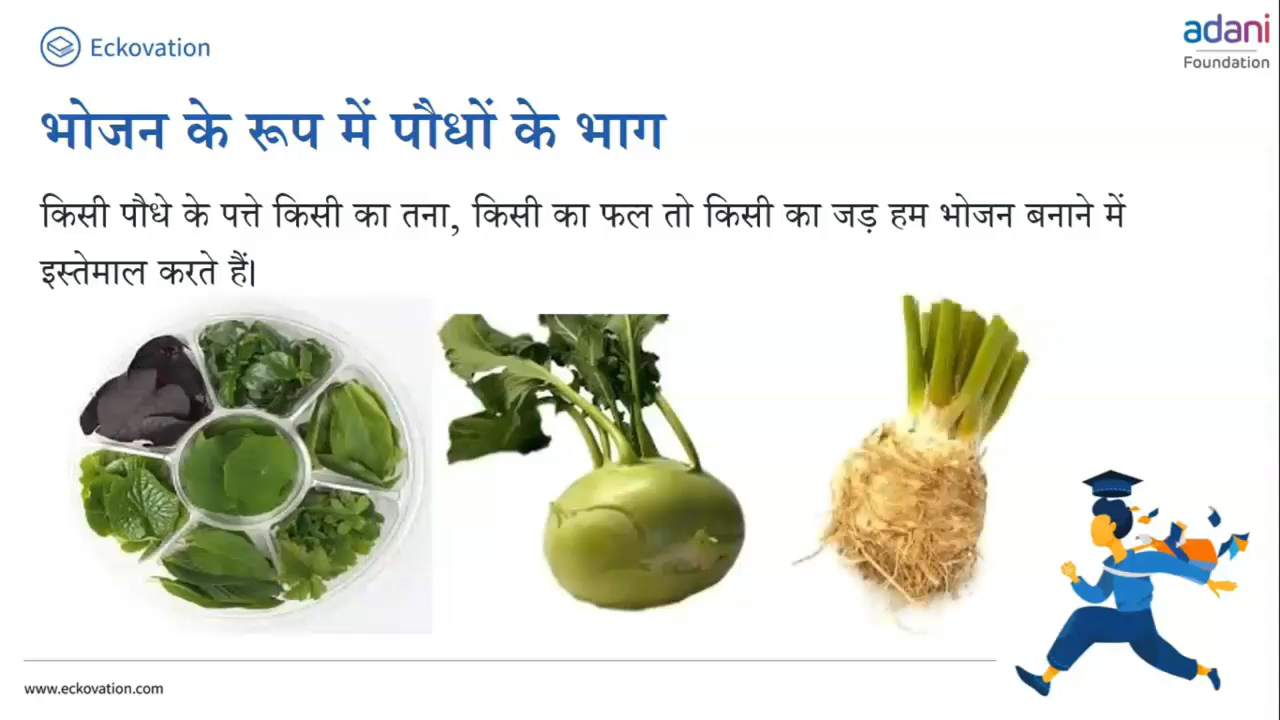 Eckovation
adani
Foundation
भोजन के रूप में पौधों के भाग
किसी पौधे के पत्ते किसी का तना, किसी का फल तो किसी का जड़ हम भोजन बनाने में
इस्तेमाल करते हैं।
www.eckovation.com